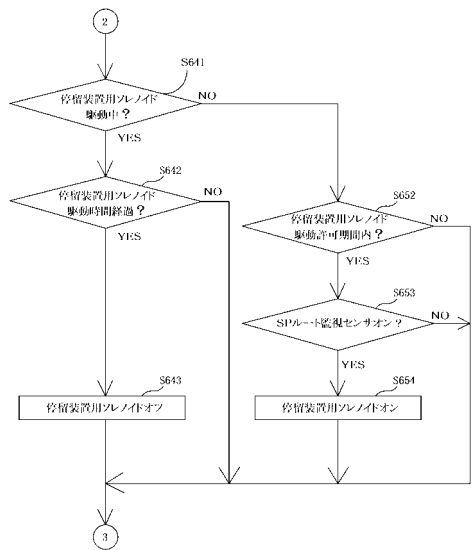 2
S641
停留装置用ソレノイド
駆動中？
NO
YES
S642
停留装置用ソレノイド
駆動時間経過？
NO
YES
S652
停留装置用ソレノイド
駆動許可期間内？
NO
YES
S653
SPルート監視センサオン？
NO
YES
S643
停留装置用ソレノイドオフ
S654
停留装置用ソレノイドオン
3